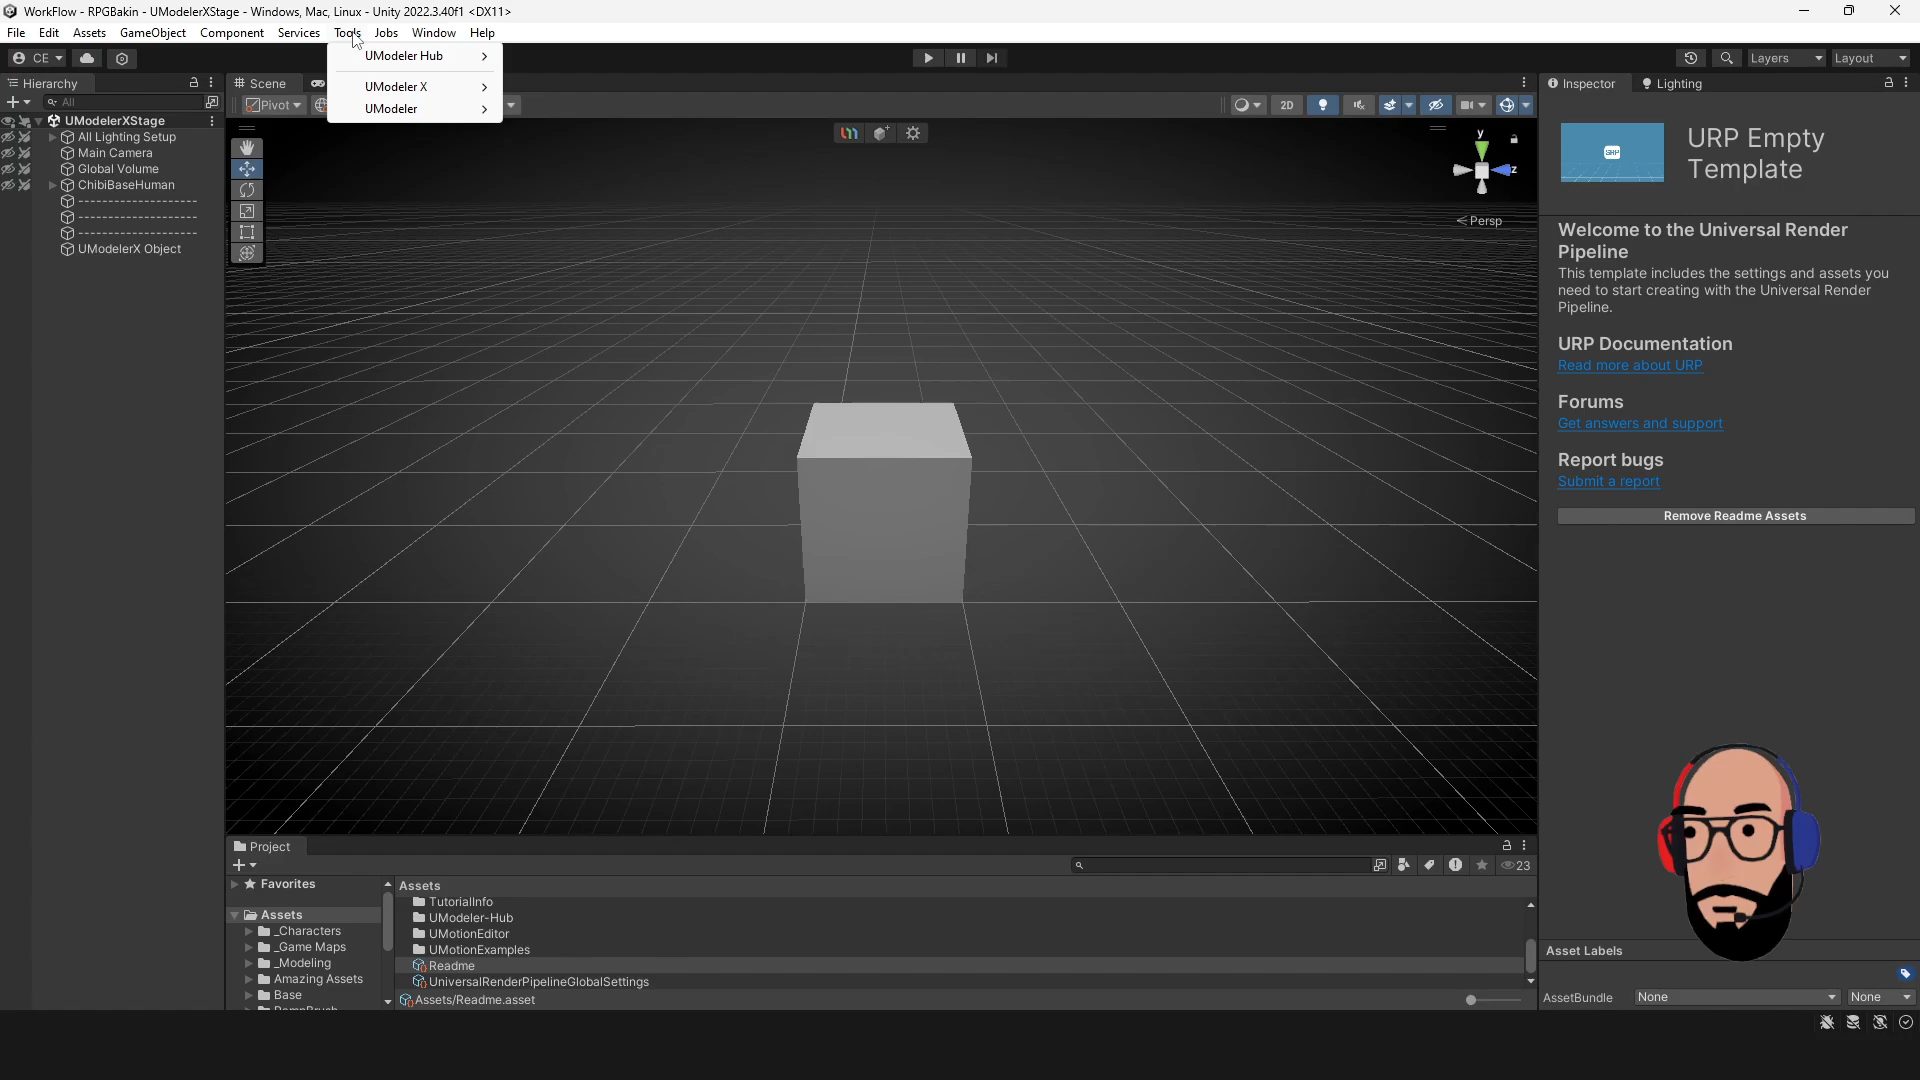 WorkFlow - RPGBakin - UModelerXStage - Windows, Mac, Linux - Unity 2022.3.40f1 <DX11>
File Edit Assets GameObject Component Services Tools Jobs Window Help
CE
Layers
Layout
UModeler Hub
UModeler X
UModeler
Hierarchy
All
UModelerXStage
All Lighting Setup
Main Camera
Global Volume
ChibiBaseHuman
--------------------
--------------------
--------------------
UModelerX Object
Scene
Pivot
2D
y
z
Persp
Inspector
Lighting
SRP
URP Empty
Template
Welcome to the Universal Render
Pipeline
This template includes the settings and assets you
need to start creating with the Universal Render
Pipeline.
URP Documentation
Read more about URP
Forums
Get answers and support
Report bugs
Submit a report
Remove Readme Assets
Project
23
Favorites
Assets
_Characters
_Game Maps
_Modeling
Amazing Assets
Base
Assets
TutorialInfo
UModeler-Hub
UMotionEditor
UMotionExamples
Readme
UniversalRenderPipelineGlobalSettings
Assets/Readme.asset
Asset Labels
AssetBundle
None
None